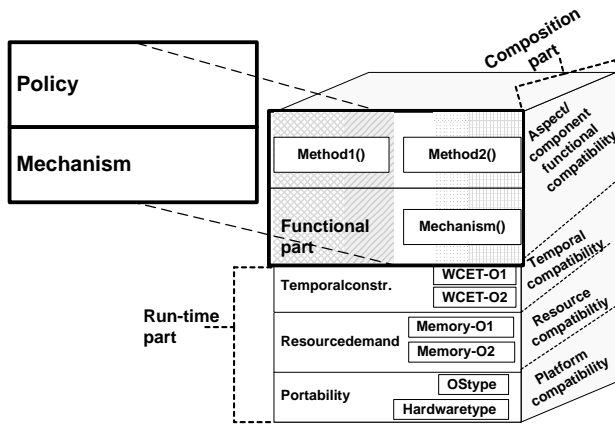 Composition
part
Policy
Mechanism
Aspect/
component
functional
compatibility
Method1()
Method2()
Functional
part
Mechanism()
Temporal
compatibility
Temporalconstr.
WCET-O1
WCET-O2
Run-time
part
Resourcedemand
Memory-O1
Memory-O2
Resource
compatibiltiy
Portability
OStype
Hardwaretype
Platform
compatibility